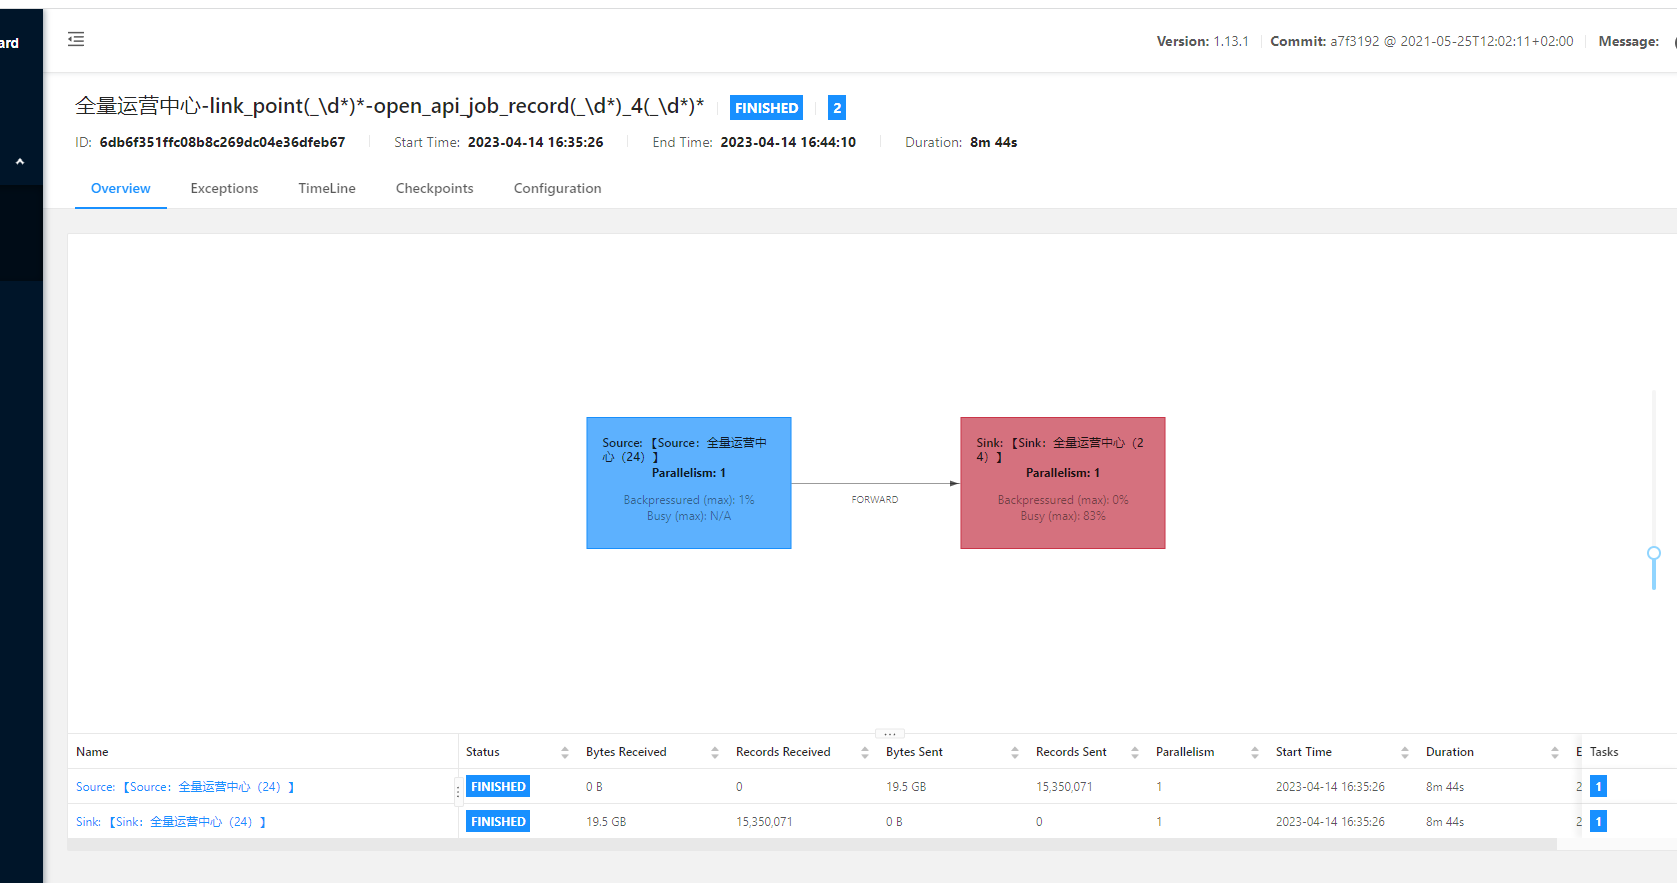 ard
Version: 1.13.1 Commit: a7f3192 @ 2021-05-25T12:02:11+02:00 Message:
全量运营中心-link_point(_\d*)*-open_api_job_record(_\d*)_4(_\d*)* FINISHED 2
ID: 6db6f351ffc08b8c269dc04e36dfeb67 Start Time: 2023-04-14 16:35:26 End Time: 2023-04-14 16:44:10 Duration: 8m 44s
Overview Exceptions TimeLine Checkpoints Configuration
Source: 【Source：全量运营中
心（24）】
Parallelism: 1
Backpressured (max): 1%
Busy (max): N/A
FORWARD
Sink: 【Sink：全量运营中心（2
4）】
Parallelism: 1
Backpressured (max): 0%
Busy (max): 83%
Name Status Bytes Received Records Received Bytes Sent Records Sent Parallelism Start Time Duration E Tasks
Source: 【Source：全量运营中心（24）】 FINISHED 0 B 0 19.5 GB 15,350,071 1 2023-04-14 16:35:26 8m 44s 2 1
Sink: 【Sink：全量运营中心（24）】 FINISHED 19.5 GB 15,350,071 0 B 0 1 2023-04-14 16:35:26 8m 44s 2 1